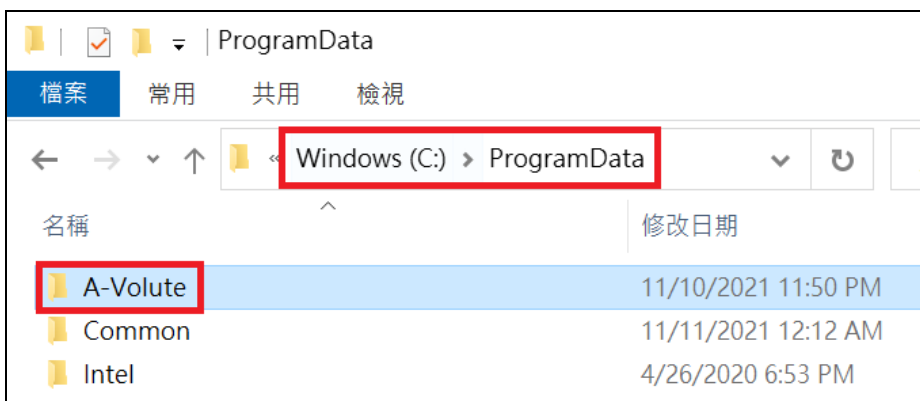 ProgramData
檔案 常用 共用 檢視
Windows (C:) ProgramData
名稱 修改日期
A-Volute 11/10/2021 11:50 PM
Common 11/11/2021 12:12 AM
Intel 4/26/2020 6:53 PM